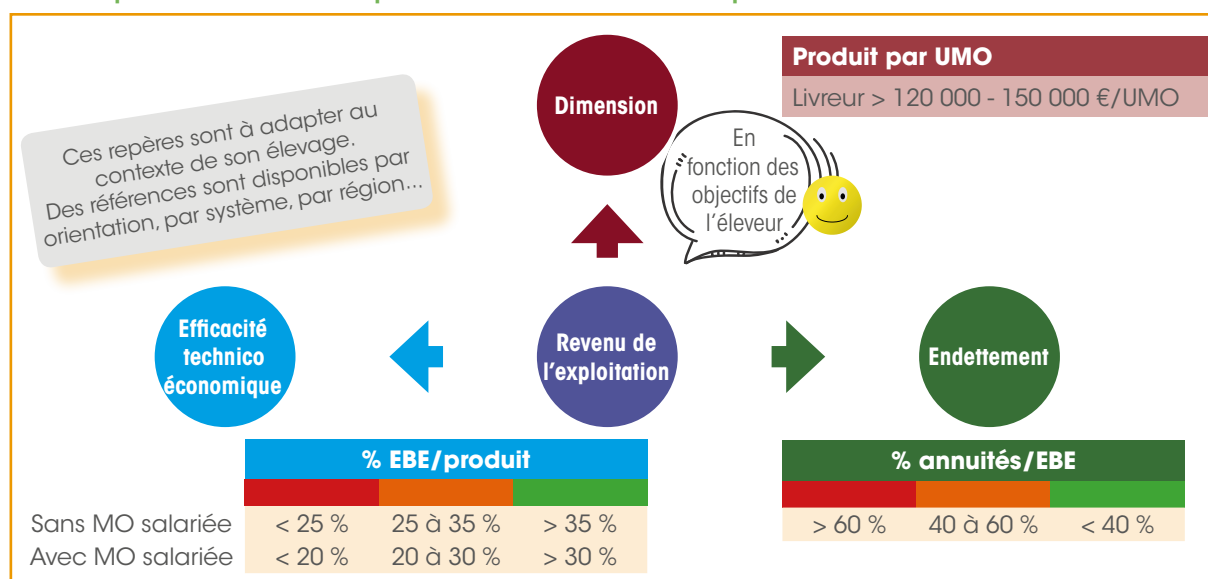 Dimension
Produit par UMO
Livreur > 120 000 - 150 000 €/UMO
Ces repères sont à adapter au
contexte de son élevage.
Des références sont disponibles par
orientation, par système, par région...
En
fonction des
objectifs de
l'éleveur
Efficacité
technico
économique
Revenu de
l'exploitation
Endettement
% EBE/produit
Sans MO salariée < 25 % 25 à 35 % > 35 %
Avec MO salariée < 20 % 20 à 30 % > 30 %
% annuités/EBE
> 60 % 40 à 60 % < 40 %